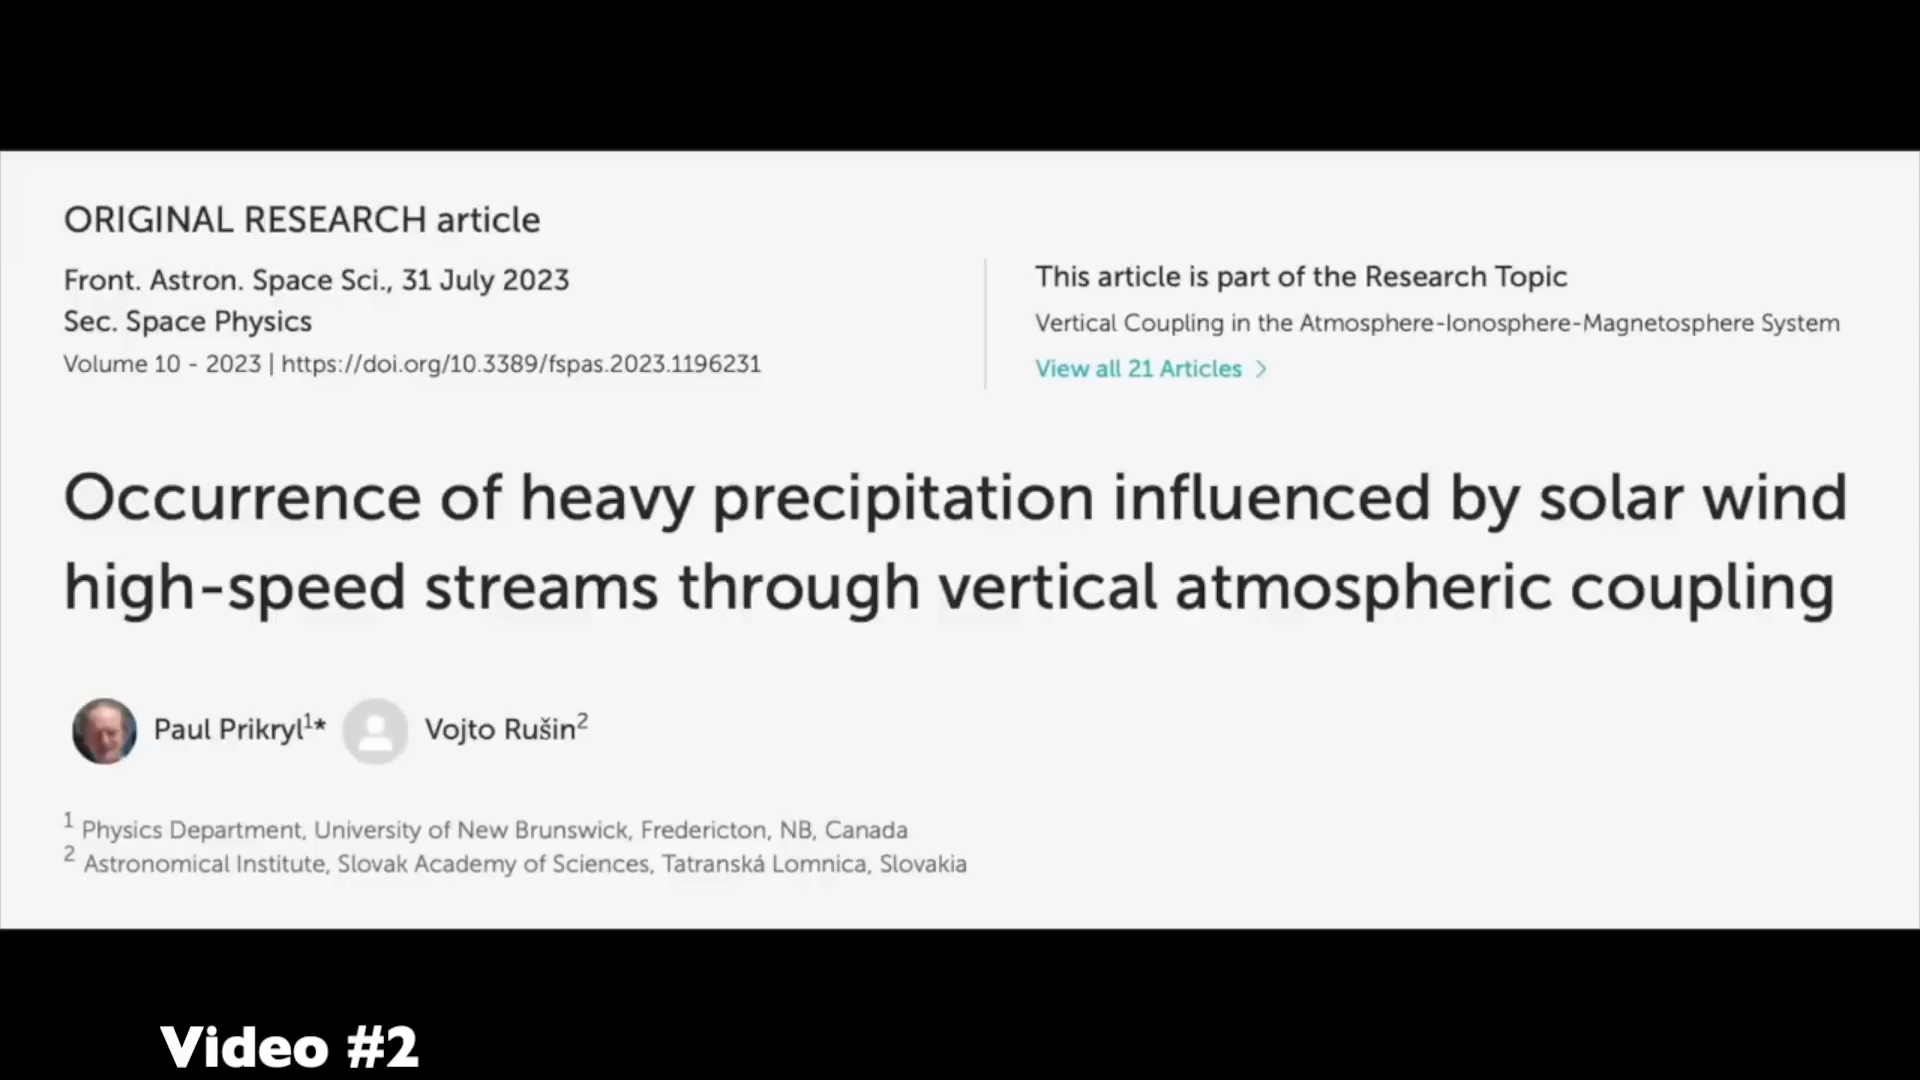 ORIGINAL RESEARCH article
Front. Astron. Space Sci., 31 July 2023
Sec. Space Physics
Volume 10 - 2023 | https://doi.org/10.3389/fspas.2023.1196231
This article is part of the Research Topic
Vertical Coupling in the Atmosphere-Ionosphere-Magnetosphere System
View all 21 Articles >
Occurrence of heavy precipitation influenced by solar wind
high-speed streams through vertical atmospheric coupling
Paul Prikryl1* Vojto Rušin2
1 Physics Department, University of New Brunswick, Fredericton, NB, Canada
2 Astronomical Institute, Slovak Academy of Sciences, Tatranská Lomnica, Slovakia
Video #2